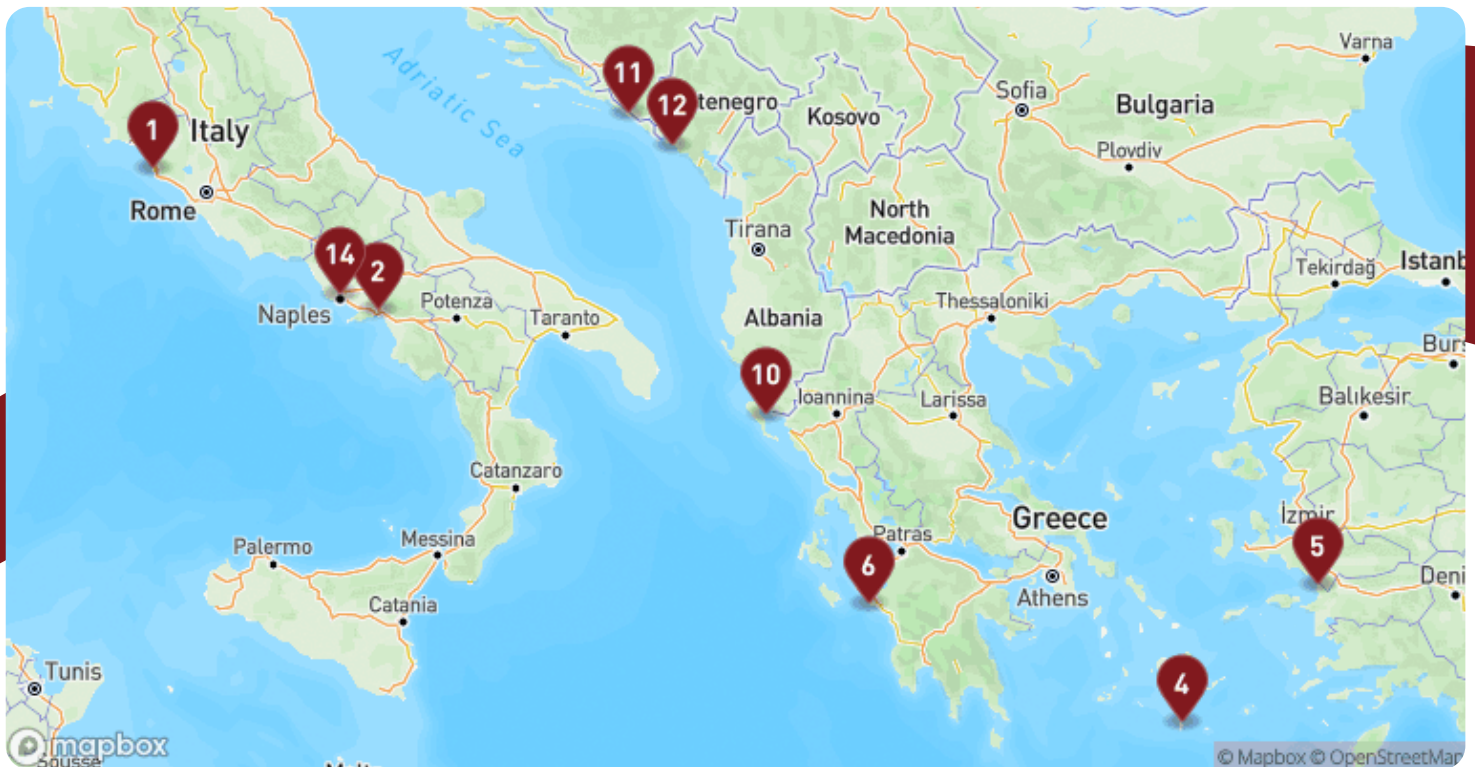 Varna
Adriatic Sea
11
12
tenegro
Sofia
Bulgaria
Kosovo
1
Italy
Plovdiv
Rome
North
Macedonia
Tirana
14
2
Istanb
Tekirdağ
Naples
Potenza
Taranto
Albania
Thessaloniki
Burs
10
Ioannina
Larissa
Balıkesir
Catanzaro
İzmir
Greece
Messina
Patras
Palermo
5
6
Deni
Athens
Catania
Tunis
4
mapbox
Sousse
© Mapbox © OpenStreetMap